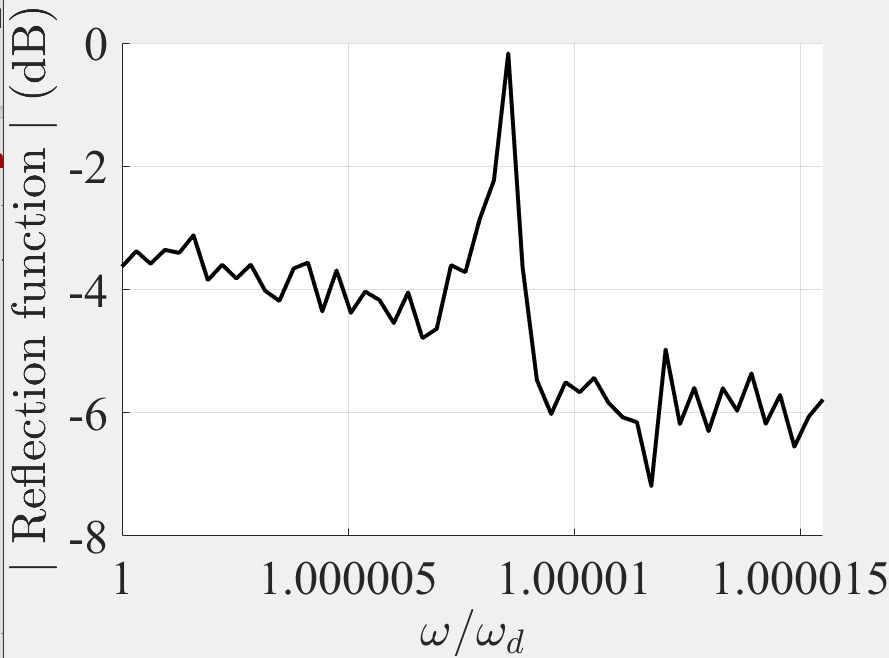 | Reflection function | (dB)
0
-2
-4
-6
-8
1 1.000005 1.00001 1.000015
ω/ω_d